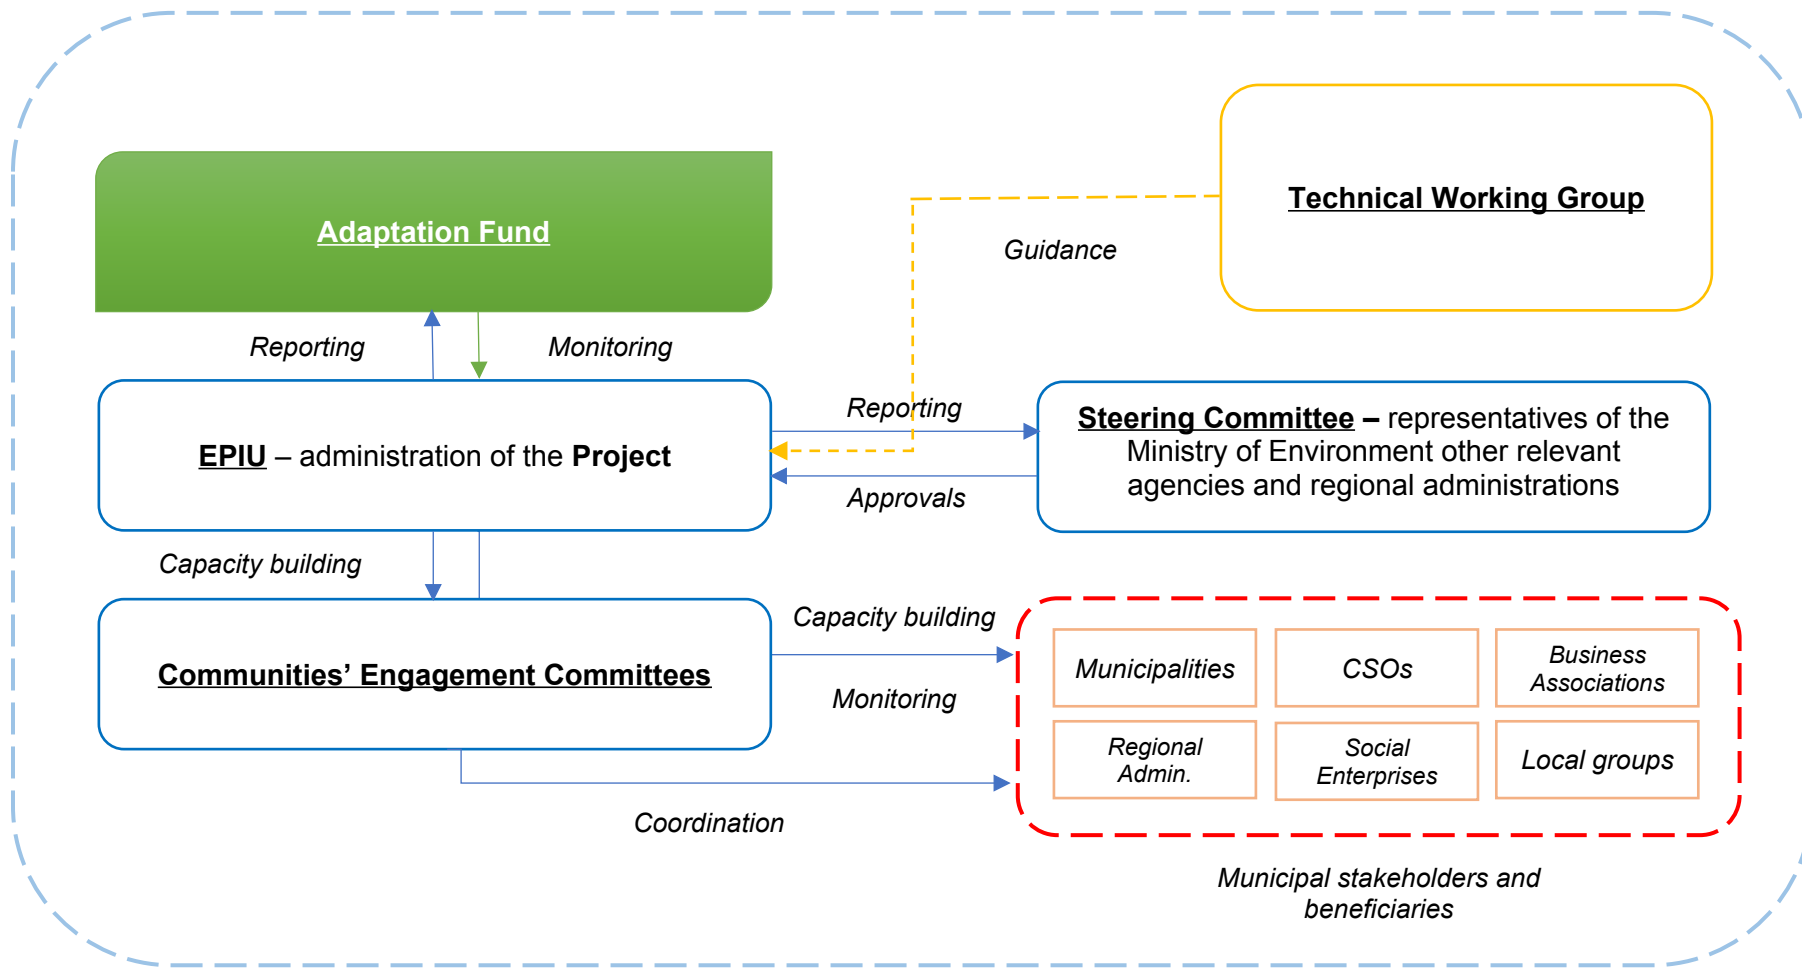 Adaptation Fund
Technical Working Group
Guidance
Reporting
Monitoring
EPIU – administration of the Project
Reporting
Approvals
Steering Committee – representatives of the
Ministry of Environment other relevant
agencies and regional administrations
Capacity building
Communities’ Engagement Committees
Capacity building
Monitoring
Coordination
Municipalities
CSOs
Business
Associations
Regional
Admin.
Social
Enterprises
Local groups
Municipal stakeholders and
beneficiaries